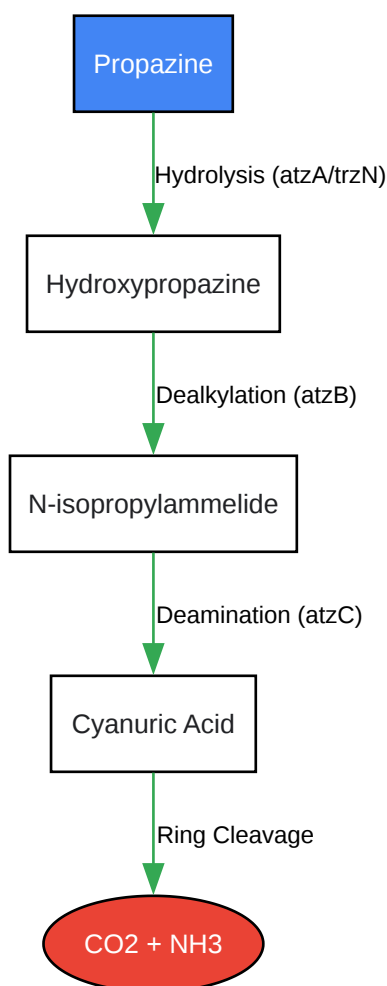 Propazine
Hydrolysis (atzA/trzN)
Hydroxypropazine
Dealkylation (atzB)
N-isopropylammelide
Deamination (atzC)
Cyanuric Acid
Ring Cleavage
CO2 + NH3